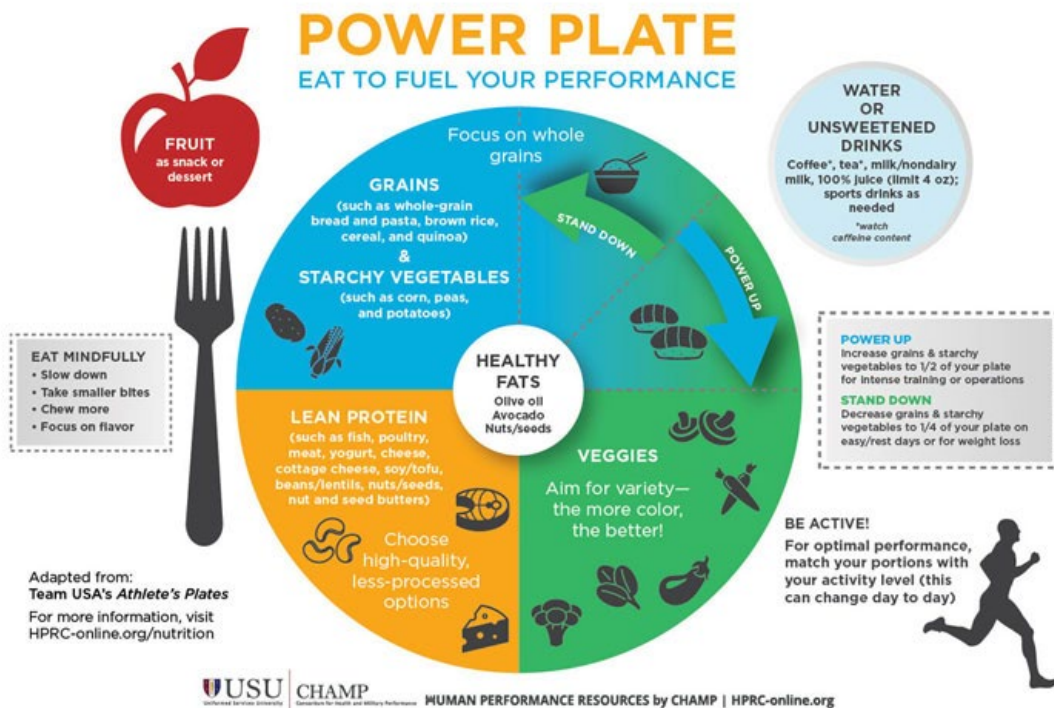 POWER PLATE
EAT TO FUEL YOUR PERFORMANCE
FRUIT
as snack or
dessert
Focus on whole
grains
GRAINS
(such as whole-grain
bread and pasta, brown rice,
cereal, and quinoa)
&
STARCHY VEGETABLES
(such as corn, peas,
and potatoes)
STAND DOWN
POWER UP
WATER
OR
UNSWEETENED
DRINKS
Coffee*, tea*, milk/nondairy
milk, 100% juice (limit 4 oz);
sports drinks as
needed
*watch
caffeine content
EAT MINDFULLY
• Slow down
• Take smaller bites
• Chew more
• Focus on flavor
HEALTHY
FATS
Olive oil
Avocado
Nuts/seeds
POWER UP
Increase grains & starchy
vegetables to 1/2 of your plate
for intense training or operations
STAND DOWN
Decrease grains & starchy
vegetables to 1/4 of your plate on
easy/rest days or for weight loss
LEAN PROTEIN
(such as fish, poultry,
meat, yogurt, cheese,
cottage cheese, soy/tofu,
beans/lentils, nuts/seeds,
nut and seed butters)
Choose
high-quality,
less-processed
options
VEGGIES
Aim for variety—
the more color,
the better!
BE ACTIVE!
For optimal performance,
match your portions with
your activity level (this
can change day to day)
Adapted from:
Team USA's Athlete's Plates
For more information, visit
HPRC-online.org/nutrition
USU
Uniformed Services University
CHAMP
Consortium for Health and Military Performance
HUMAN PERFORMANCE RESOURCES by CHAMP | HPRC-online.org